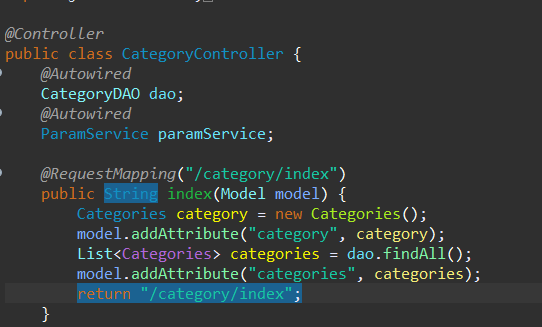 @Controller
public class CategoryController {
@Autowired
CategoryDAO dao;
@Autowired
ParamService paramService;
@RequestMapping("/category/index")
public String index(Model model) {
Categories category = new Categories();
model.addAttribute("category", category);
List<Categories> categories = dao.findAll();
model.addAttribute("categories", categories);
return "/category/index";
}